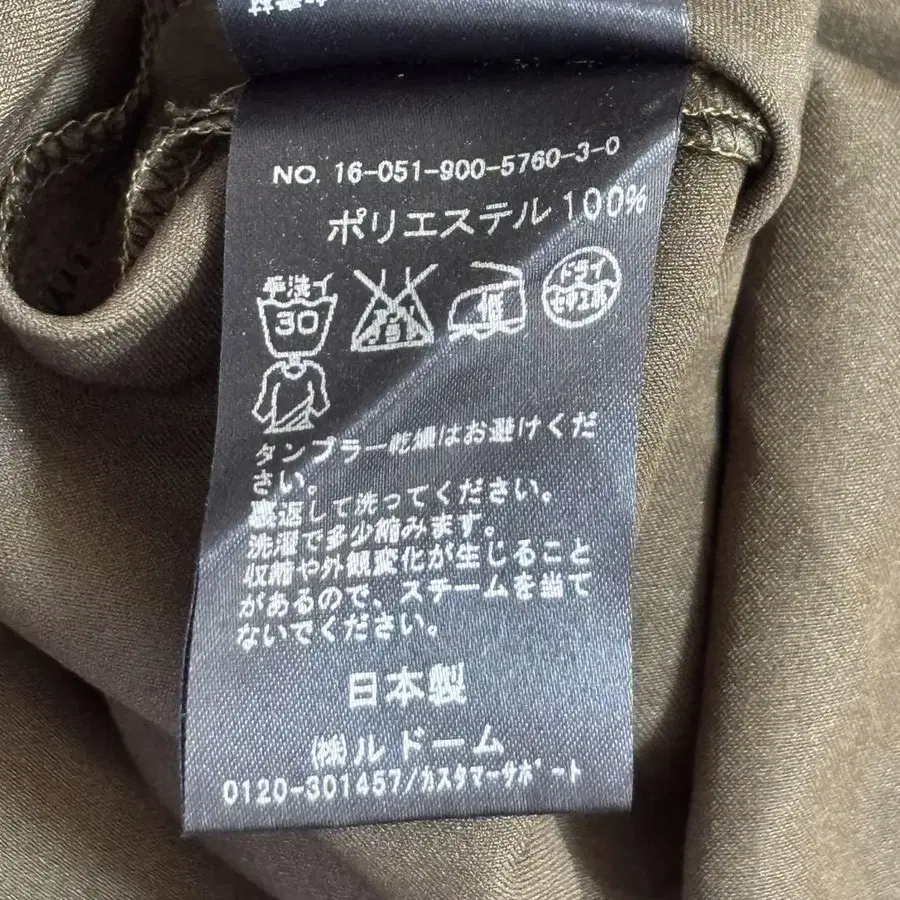 NO. 16-051-900-5760-3-0
ポリエステル 100%
手洗イ
30
ドライ
セキユ系
タンブラー乾燥はお避けくだ
さい。
裏返して洗ってください。
洗濯で多少縮みます。
収縮や外観変化が生じること
があるので、スチームを当て
ないでください。
日本製
㈱ルドーム
0120-301457/カスタマーサポート